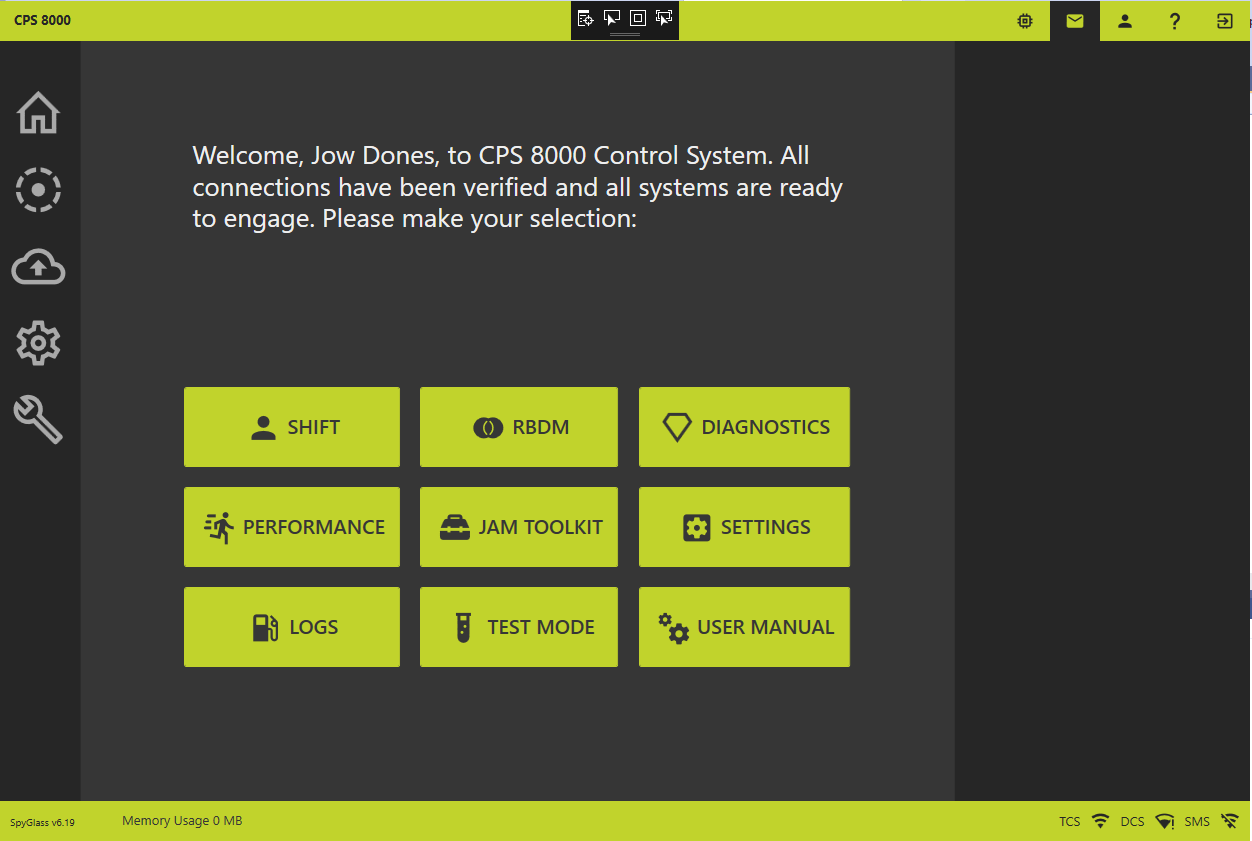 CPS 8000
?
Welcome, Jow Dones, to CPS 8000 Control System. All
connections have been verified and all systems are ready
to engage. Please make your selection:
SHIFT
RBDM
DIAGNOSTICS
PERFORMANCE
JAM TOOLKIT
SETTINGS
LOGS
TEST MODE
USER MANUAL
SpyGlass v6.19
Memory Usage 0 MB
TCS
DCS
SMS